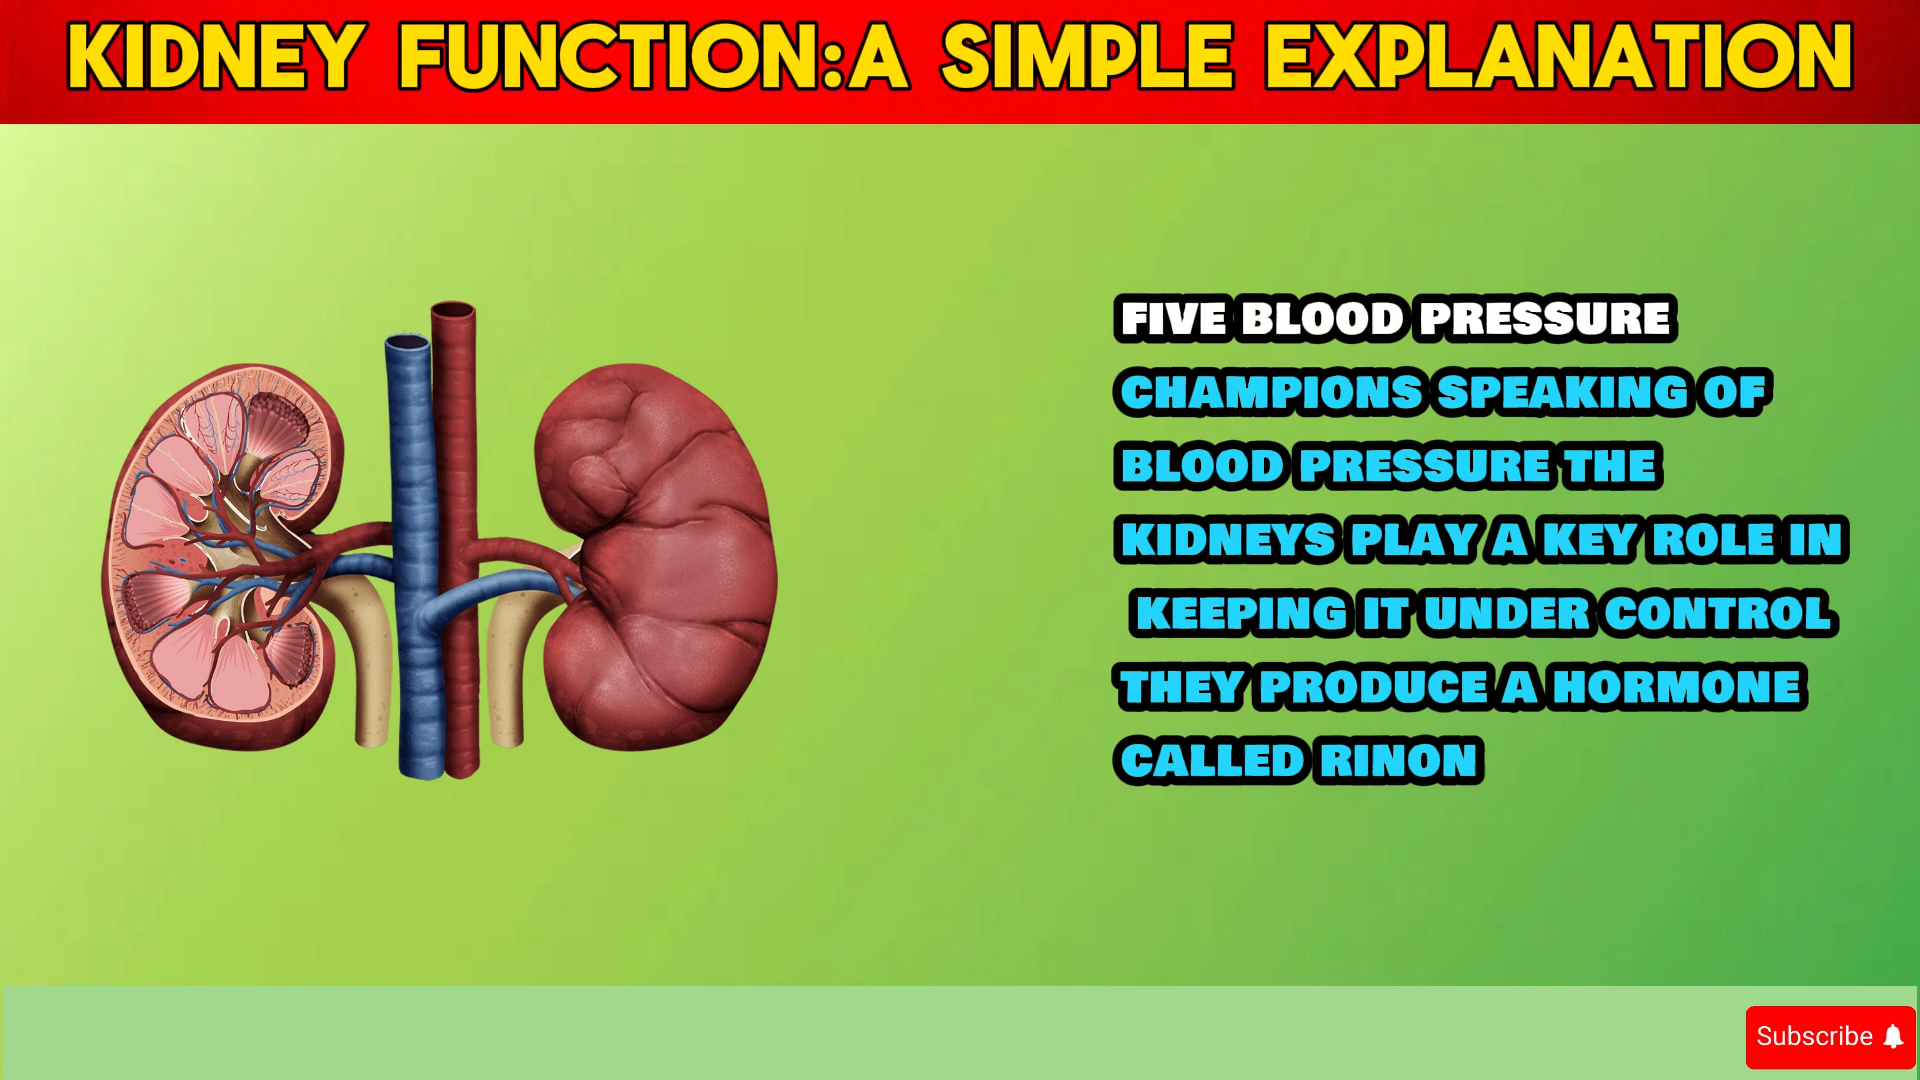 KIDNEY FUNCTION:A SIMPLE EXPLANATION
FIVE BLOOD PRESSURE
CHAMPIONS SPEAKING OF
BLOOD PRESSURE THE
KIDNEYS PLAY A KEY ROLE IN
KEEPING IT UNDER CONTROL
THEY PRODUCE A HORMONE
CALLED RINON
Subscribe